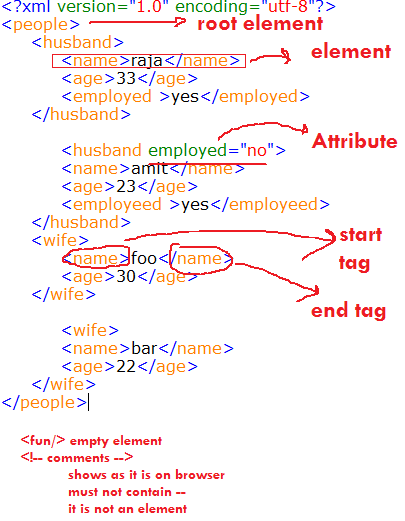 <?xml version="1.0" encoding="utf-8"?>
<people> root element
<husband>
<name>raja</name> element
<age>33</age>
<employed >yes</employed>
</husband>
<husband employed="no"> Attribute
<name>amit</name>
<age>23</age>
<employeed >yes</employeed>
</husband>
<wife> start
<name>foo</name> tag
<age>30</age>
</wife> end tag
<wife>
<name>bar</name>
<age>22</age>
</wife>
</people>
<fun/> empty element
<!-- comments -->
shows as it is on browser
must not contain --
it is not an element